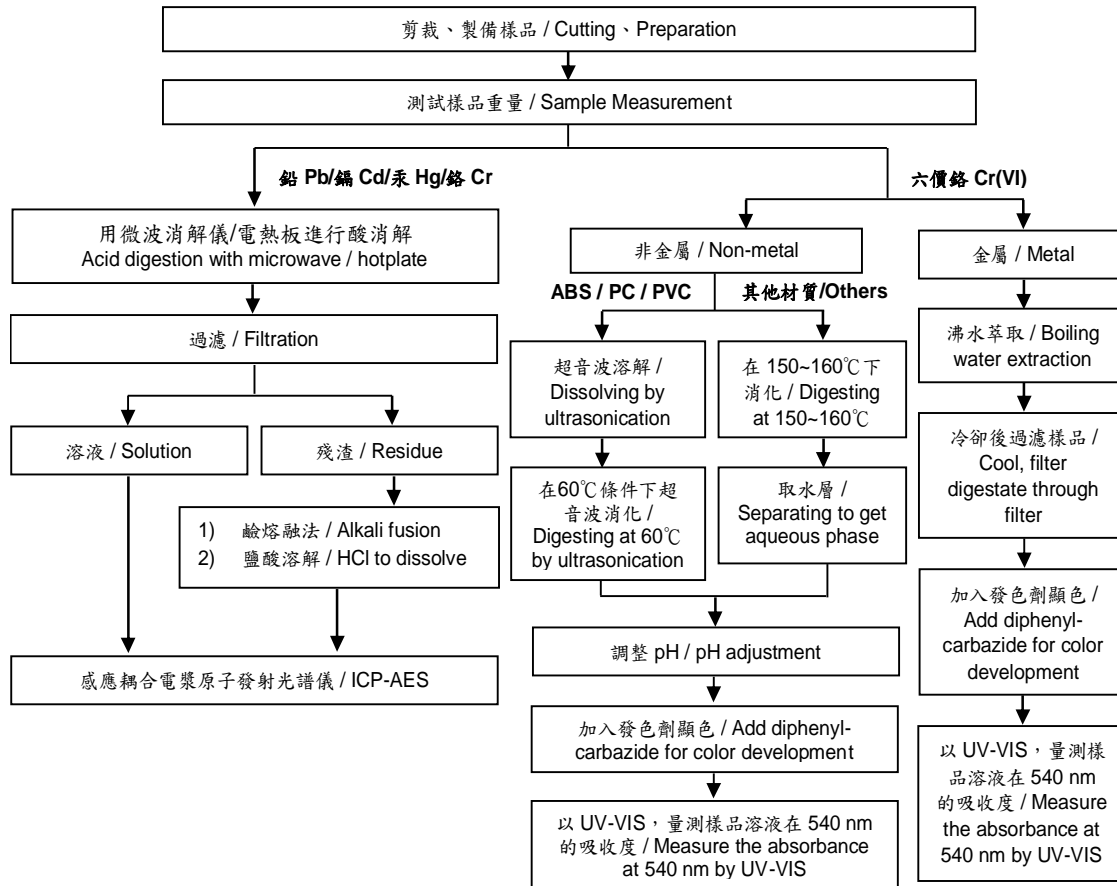 剪裁、製備樣品 / Cutting、Preparation
測試樣品重量 / Sample Measurement
鉛 Pb/鎘 Cd/汞 Hg/鉻 Cr
六價鉻 Cr(VI)
用微波消解儀/電熱板進行酸消解
Acid digestion with microwave / hotplate
過濾 / Filtration
溶液 / Solution
殘渣 / Residue
1) 鹼熔融法 / Alkali fusion
2) 鹽酸溶解 / HCl to dissolve
感應耦合電漿原子發射光譜儀 / ICP-AES
非金屬 / Non-metal
ABS / PC / PVC
其他材質/Others
超音波溶解 /
Dissolving by
ultrasonication
在60℃條件下超
音波消化 /
Digesting at 60℃
by ultrasonication
在 150~160℃下
消化 / Digesting
at 150~160℃
取水層 /
Separating to get
aqueous phase
調整 pH / pH adjustment
加入發色劑顯色 / Add diphenyl-
carbazide for color development
以 UV-VIS，量測樣品溶液在 540 nm
的吸收度 / Measure the absorbance
at 540 nm by UV-VIS
金屬 / Metal
沸水萃取 / Boiling
water extraction
冷卻後過濾樣品 /
Cool, filter
digestate through
filter
加入發色劑顯色 /
Add diphenyl-
carbazide for color
development
以 UV-VIS，量測樣
品溶液在 540 nm
的吸收度 / Measure
the absorbance at
540 nm by UV-VIS